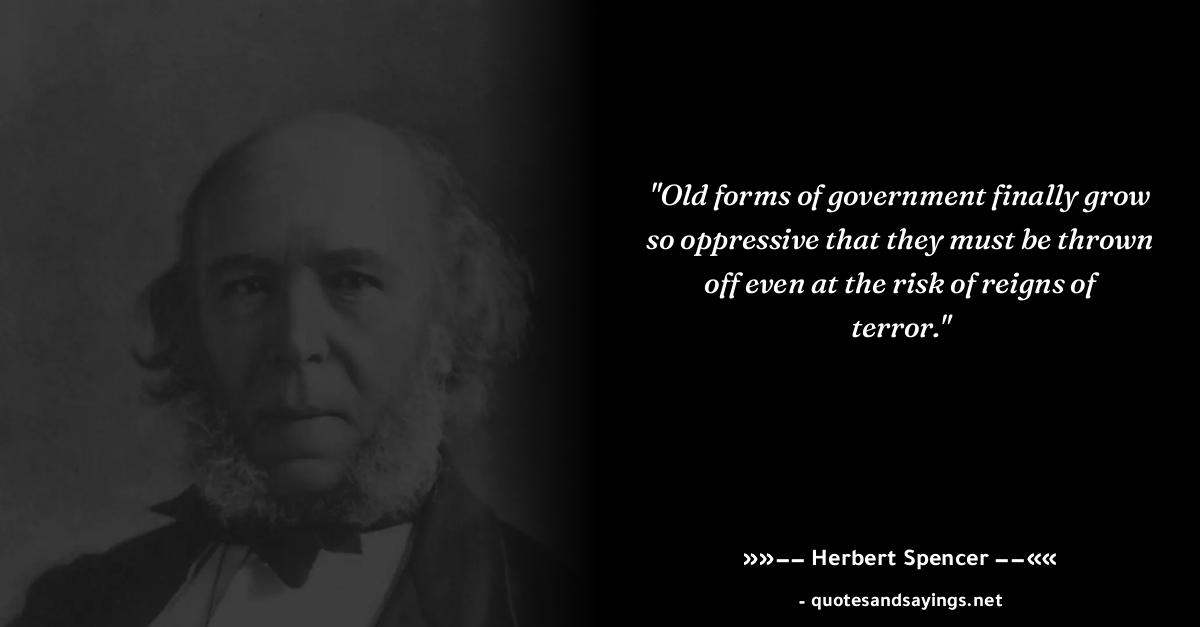 "Old forms of government finally grow
so oppressive that they must be thrown
off even at the risk of reigns of
terror."
»»–– Herbert Spencer ––««
- quotesandsayings.net